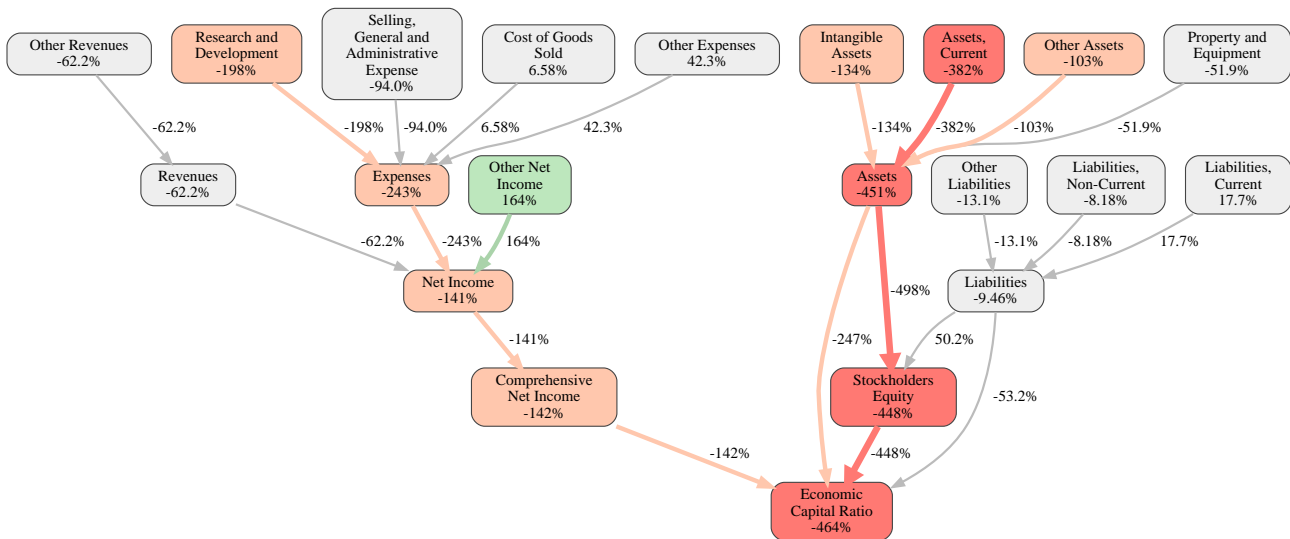 Other Revenues
-62.2%
Research and
Development
-198%
Selling,
General and
Administrative
Expense
-94.0%
Cost of Goods
Sold
6.58%
Other Expenses
42.3%
Intangible
Assets
-134%
Assets,
Current
-382%
Other Assets
-103%
Property and
Equipment
-51.9%
-62.2%
-198%
-94.0%
6.58%
42.3%
-134%
-382%
-103%
-51.9%
Revenues
-62.2%
Expenses
-243%
Other Net
Income
164%
Assets
-451%
Other
Liabilities
-13.1%
Liabilities,
Non-Current
-8.18%
Liabilities,
Current
17.7%
-62.2%
-243%
164%
-13.1%
-8.18%
17.7%
Net Income
-141%
-498%
Liabilities
-9.46%
-141%
-247%
50.2%
Comprehensive
Net Income
-142%
Stockholders
Equity
-448%
-53.2%
-142%
-448%
Economic
Capital Ratio
-464%